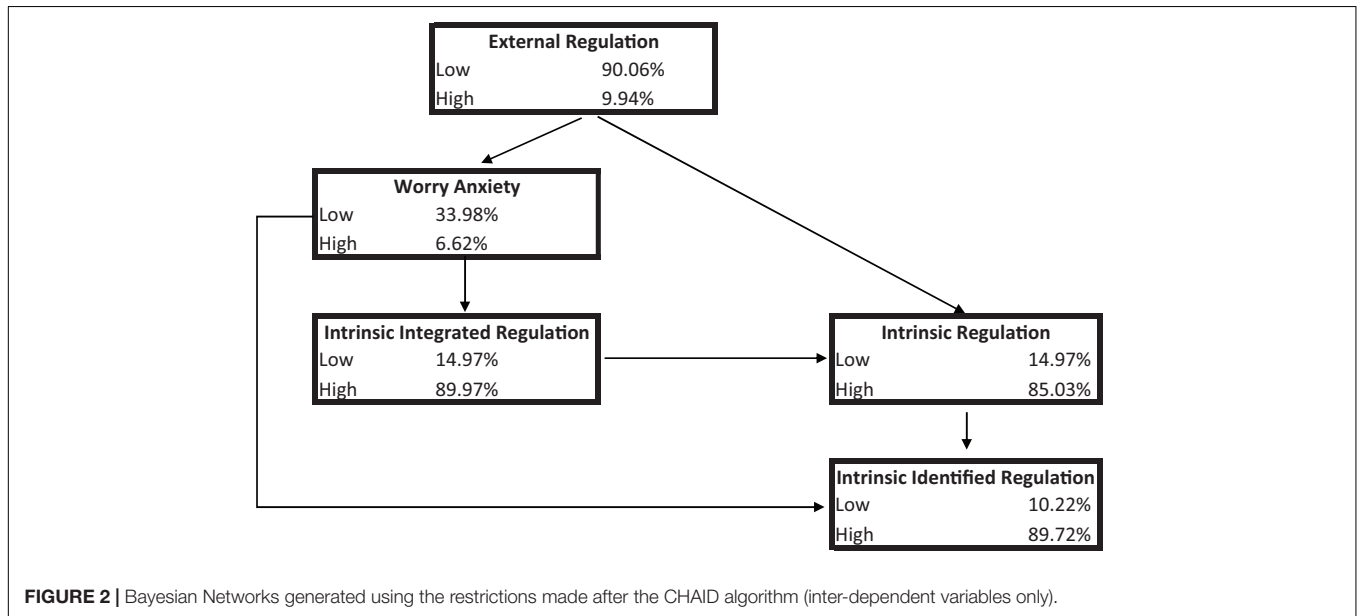 External Regulation
Low 90.06%
High 9.94%
Worry Anxiety
Low 33.98%
High 6.62%
Intrinsic Integrated Regulation
Low 14.97%
High 89.97%
Intrinsic Regulation
Low 14.97%
High 85.03%
Intrinsic Identified Regulation
Low 10.22%
High 89.72%
FIGURE 2 | Bayesian Networks generated using the restrictions made after the CHAID algorithm (inter-dependent variables only).